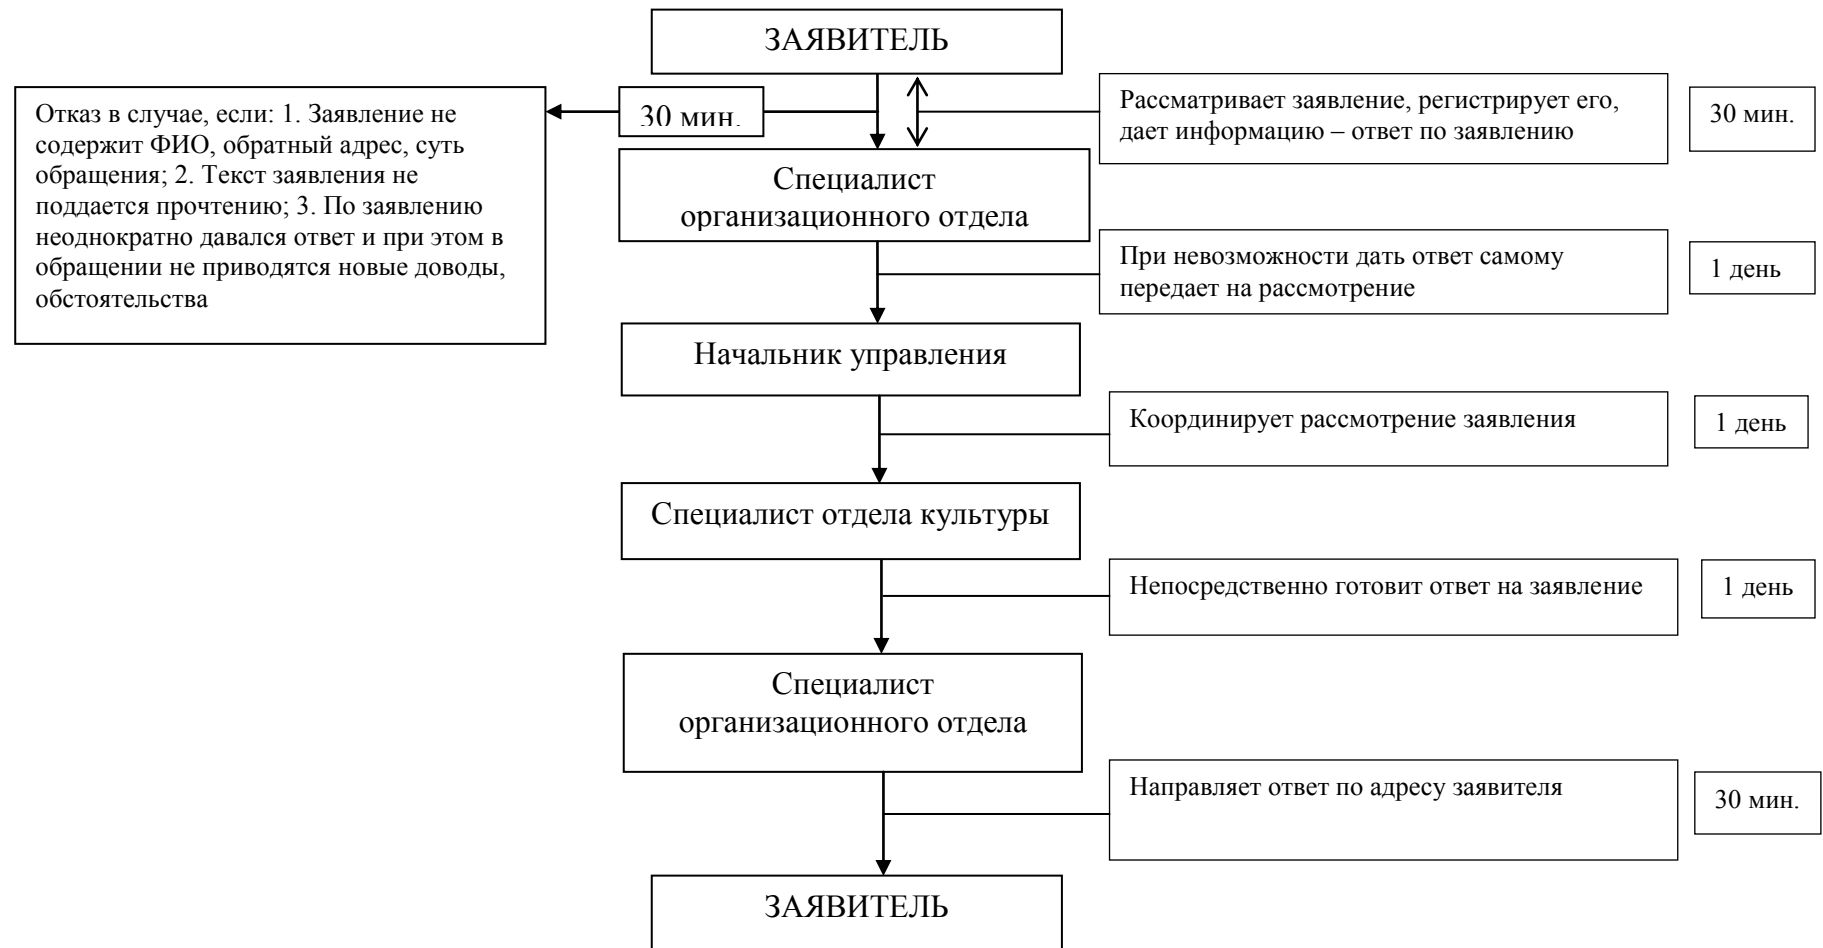 ЗАЯВИТЕЛЬ
Отказ в случае, если: 1. Заявление не
содержит ФИО, обратный адрес, суть
обращения; 2. Текст заявления не
поддается прочтению; 3. По заявлению
неоднократно давался ответ и при этом в
обращении не приводятся новые доводы,
обстоятельства
30 мин.
Рассматривает заявление, регистрирует его,
дает информацию – ответ по заявлению
30 мин.
Специалист
организационного отдела
При невозможности дать ответ самому
передает на рассмотрение
1 день
Начальник управления
Координирует рассмотрение заявления
1 день
Специалист отдела культуры
Непосредственно готовит ответ на заявление
1 день
Специалист
организационного отдела
Направляет ответ по адресу заявителя
30 мин.
ЗАЯВИТЕЛЬ